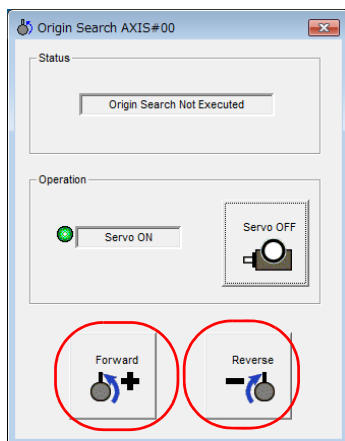 Origin Search AXIS#00
Status
Origin Search Not Executed
Operation
Servo ON
Servo OFF
Forward
Reverse